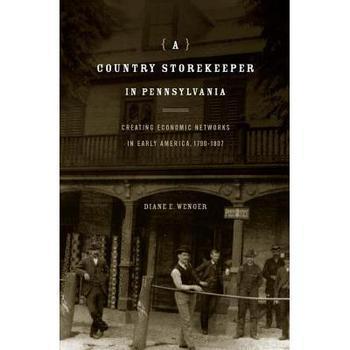 { A }
COUNTRY STOREKEEPER
IN PENNSYLVANIA
CREATING ECONOMIC NETWORKS
IN EARLY AMERICA, 1790-1807
DIANE E. WENGER